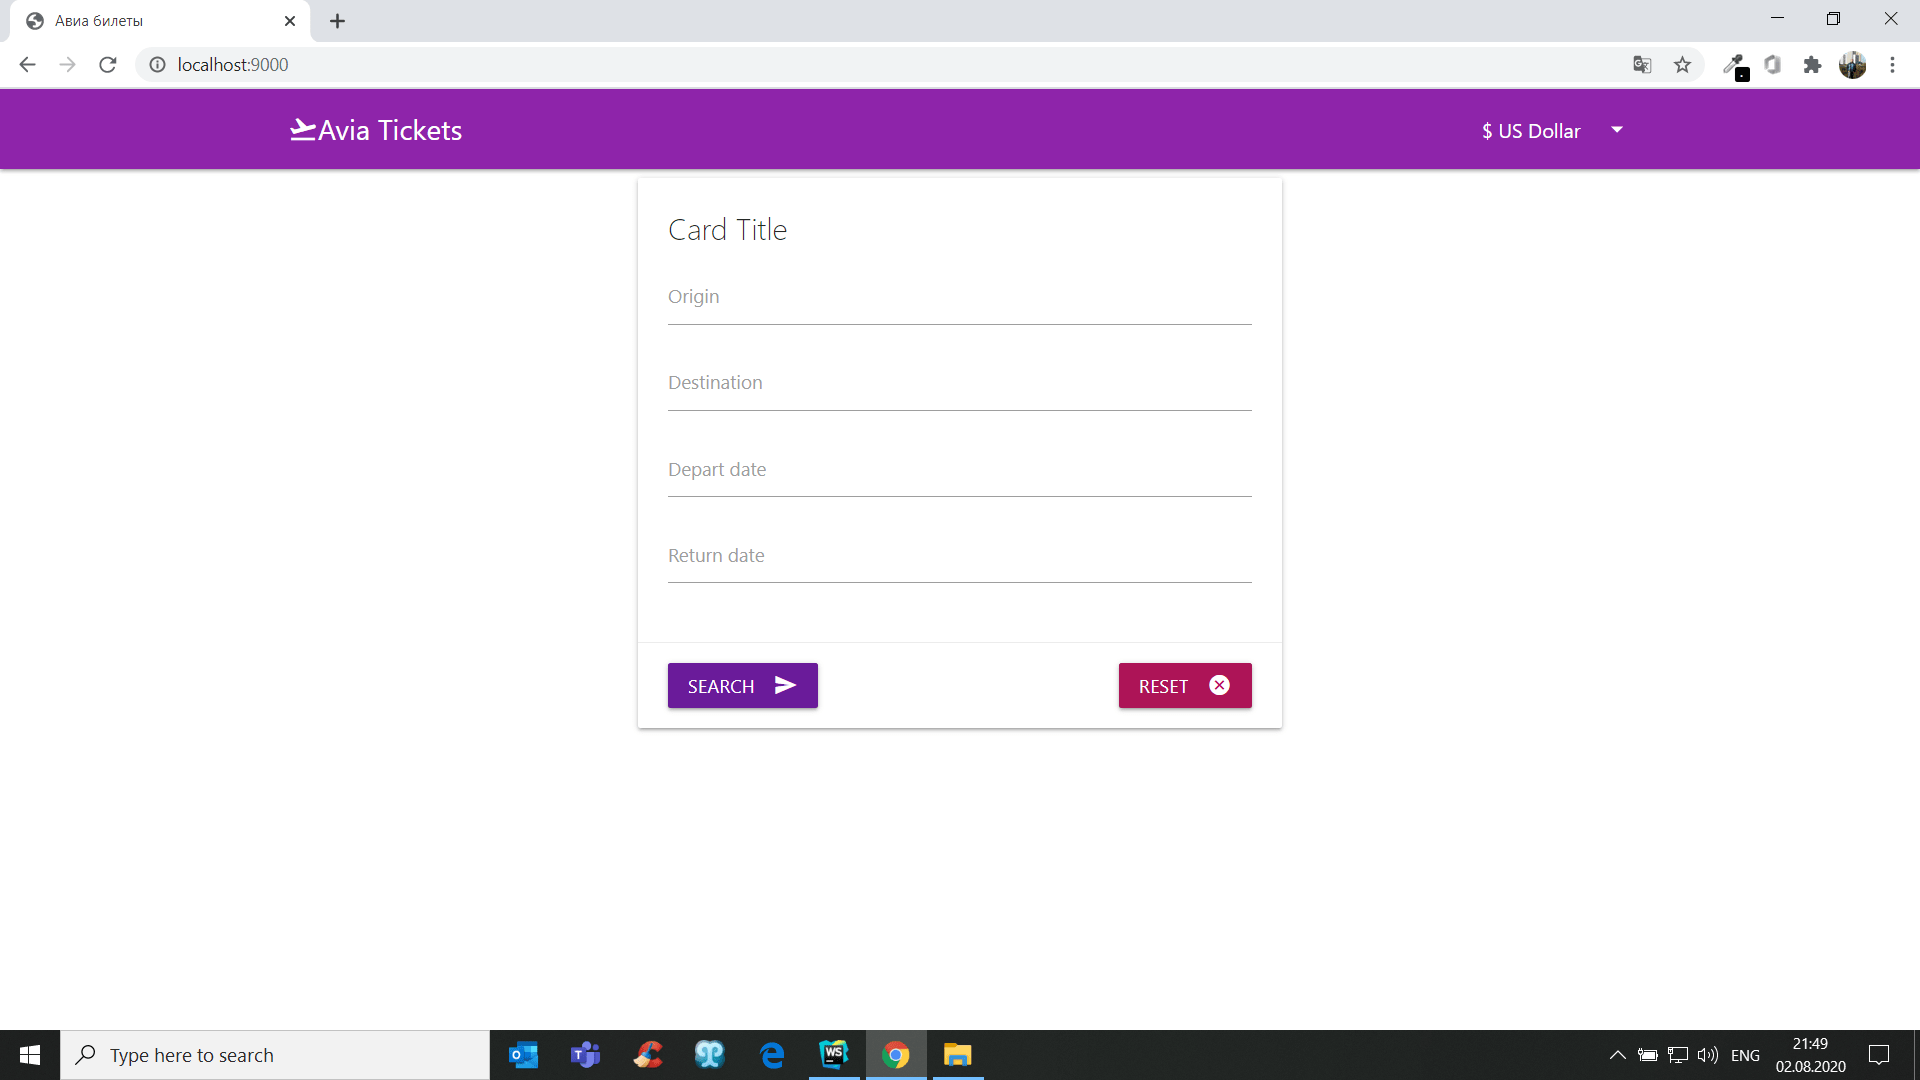 Авиа билеты
localhost:9000
Avia Tickets
$ US Dollar
Card Title
Origin
Destination
Depart date
Return date
SEARCH
RESET
Type here to search
WS
ENG
21:49
02.08.2020